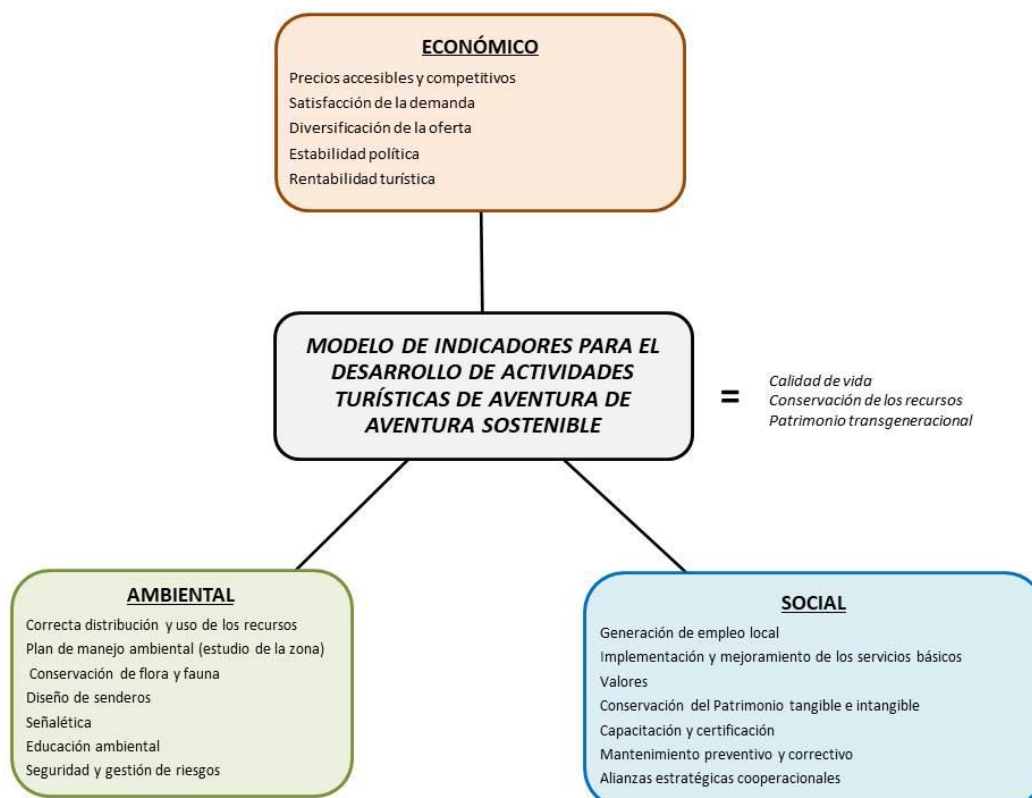 ECONÓMICO
Precios accesibles y competitivos
Satisfacción de la demanda
Diversificación de la oferta
Estabilidad política
Rentabilidad turística
MODELO DE INDICADORES PARA EL
DESARROLLO DE ACTIVIDADES
TURÍSTICAS DE AVENTURA DE
AVENTURA SOSTENIBLE
=
Calidad de vida
Conservación de los recursos
Patrimonio transgeneracional
AMBIENTAL
Correcta distribución y uso de los recursos
Plan de manejo ambiental (estudio de la zona)
Conservación de flora y fauna
Diseño de senderos
Señalética
Educación ambiental
Seguridad y gestión de riesgos
SOCIAL
Generación de empleo local
Implementación y mejoramiento de los servicios básicos
Valores
Conservación del Patrimonio tangible e intangible
Capacitación y certificación
Mantenimiento preventivo y correctivo
Alianzas estratégicas cooperacionales